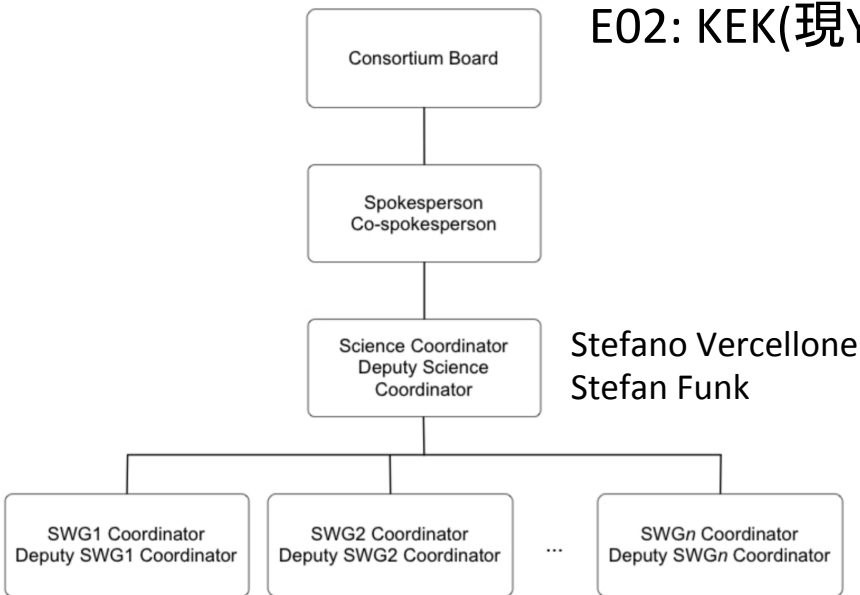 E02: KEK(現Y
Consortium Board
Spokesperson
Co-spokesperson
Science Coordinator
Deputy Science
Coordinator
Stefano Vercellone
Stefan Funk
SWG1 Coordinator
Deputy SWG1 Coordinator
SWG2 Coordinator
Deputy SWG2 Coordinator
...
SWGn Coordinator
Deputy SWGn Coordinator